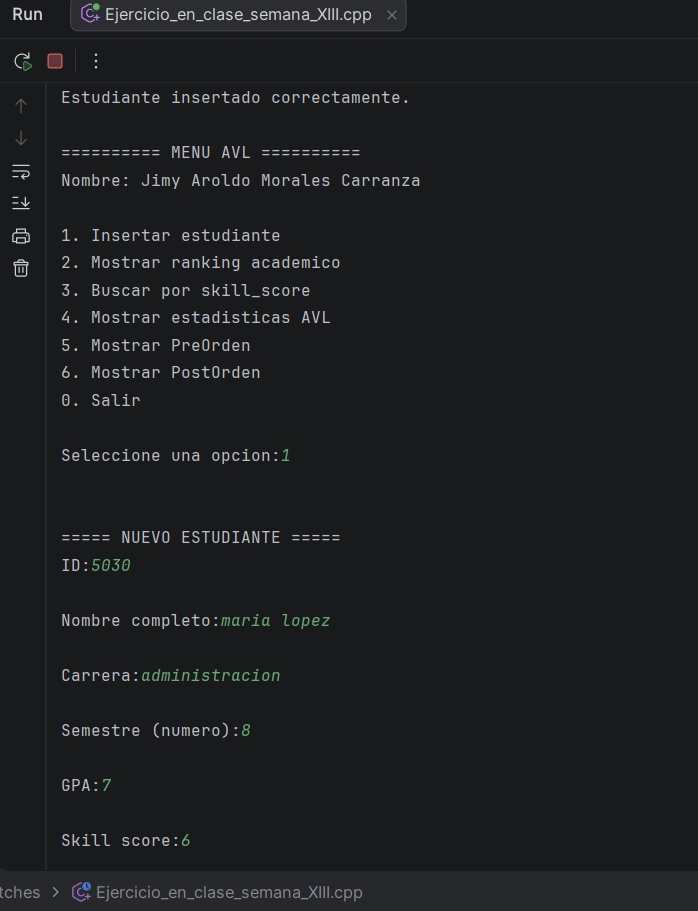 Run
Ejercicio_en_clase_semana_XIII.cpp
Estudiante insertado correctamente.
========== MENU AVL ==========
Nombre: Jimy Aroldo Morales Carranza
1. Insertar estudiante
2. Mostrar ranking academico
3. Buscar por skill_score
4. Mostrar estadisticas AVL
5. Mostrar PreOrden
6. Mostrar PostOrden
0. Salir
Seleccione una opcion:1
===== NUEVO ESTUDIANTE =====
ID:5030
Nombre completo:maria lopez
Carrera:administracion
Semestre (numero):8
GPA:7
Skill score:6
tches > Ejercicio_en_clase_semana_XIII.cpp